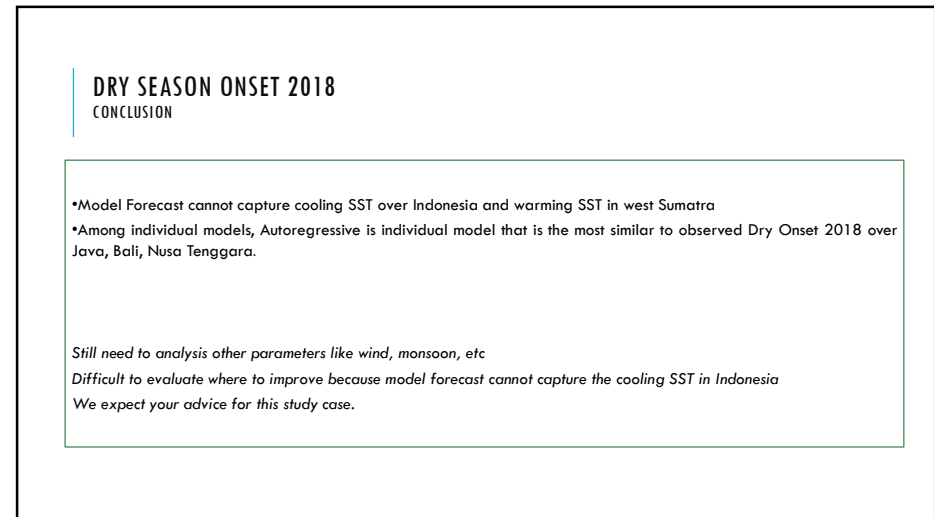 DRY SEASON ONSET 2018
CONCLUSION
•Model Forecast cannot capture cooling SST over Indonesia and warming SST in west Sumatra
•Among individual models, Autoregressive is individual model that is the most similar to observed Dry Onset 2018 over
Java, Bali, Nusa Tenggara.
Still need to analysis other parameters like wind, monsoon, etc
Difficult to evaluate where to improve because model forecast cannot capture the cooling SST in Indonesia
We expect your advice for this study case.